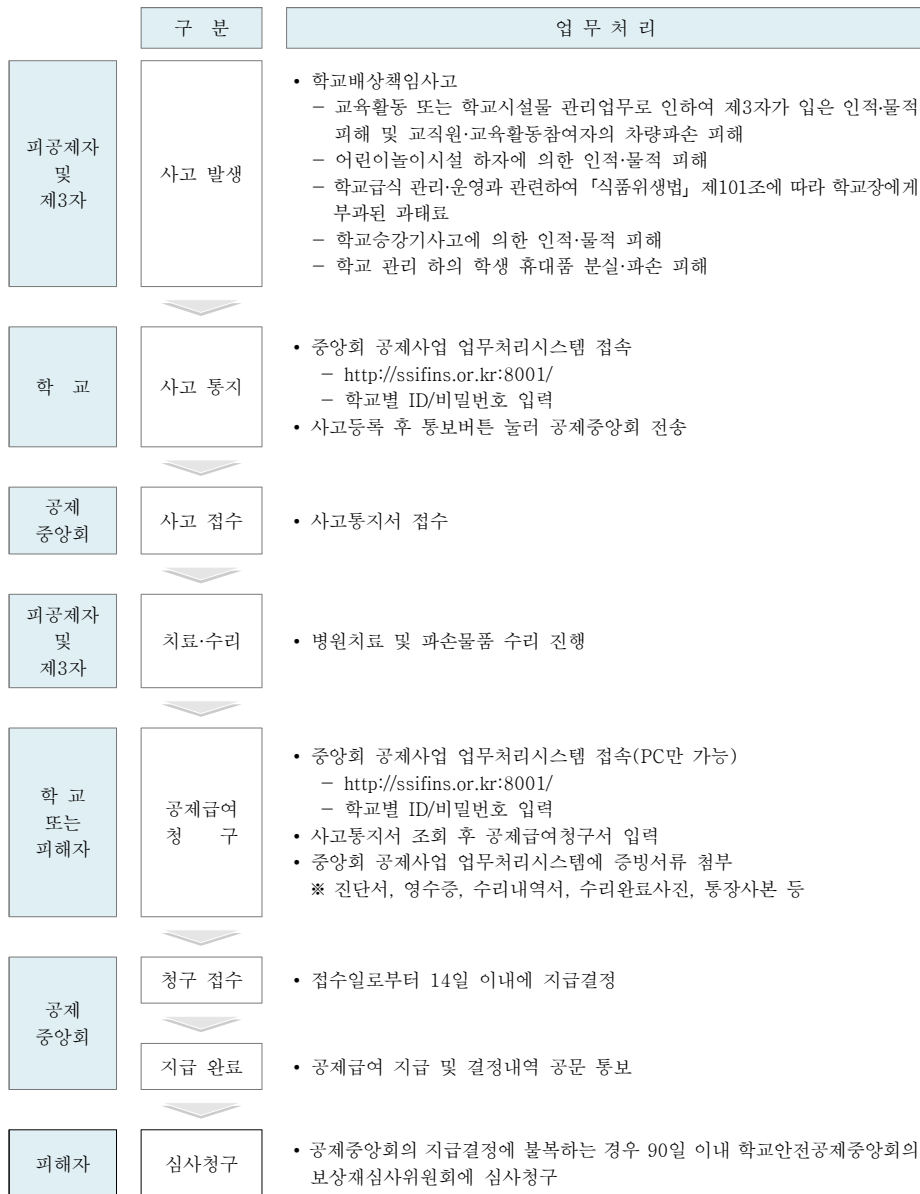 구 분
업 무 처 리
피공제자
및
제3자
사고 발생
• 학교배상책임사고
− 교육활동 또는 학교시설물 관리업무로 인하여 제3자가 입은 인적·물적
피해 및 교직원·교육활동참여자의 차량파손 피해
− 어린이놀이시설 하자에 의한 인적·물적 피해
− 학교급식 관리·운영과 관련하여 「식품위생법」 제101조에 따라 학교장에게
부과된 과태료
− 학교승강기사고에 의한 인적·물적 피해
− 학교 관리 하의 학생 휴대품 분실·파손 피해
학 교
사고 통지
• 중앙회 공제사업 업무처리시스템 접속
− http://ssifins.or.kr:8001/
− 학교별 ID/비밀번호 입력
• 사고등록 후 통보버튼 눌러 공제중앙회 전송
공제
중앙회
사고 접수
• 사고통지서 접수
피공제자
및
제3자
치료·수리
• 병원치료 및 파손물품 수리 진행
학 교
또는
피해자
공제급여
청 구
• 중앙회 공제사업 업무처리시스템 접속(PC만 가능)
− http://ssifins.or.kr:8001/
− 학교별 ID/비밀번호 입력
• 사고통지서 조회 후 공제급여청구서 입력
• 중앙회 공제사업 업무처리시스템에 증빙서류 첨부
※ 진단서, 영수증, 수리내역서, 수리완료사진, 통장사본 등
공제
중앙회
청구 접수
• 접수일로부터 14일 이내에 지급결정
지급 완료
• 공제급여 지급 및 결정내역 공문 통보
피해자
심사청구
• 공제중앙회의 지급결정에 불복하는 경우 90일 이내 학교안전공제중앙회의
보상재심사위원회에 심사청구